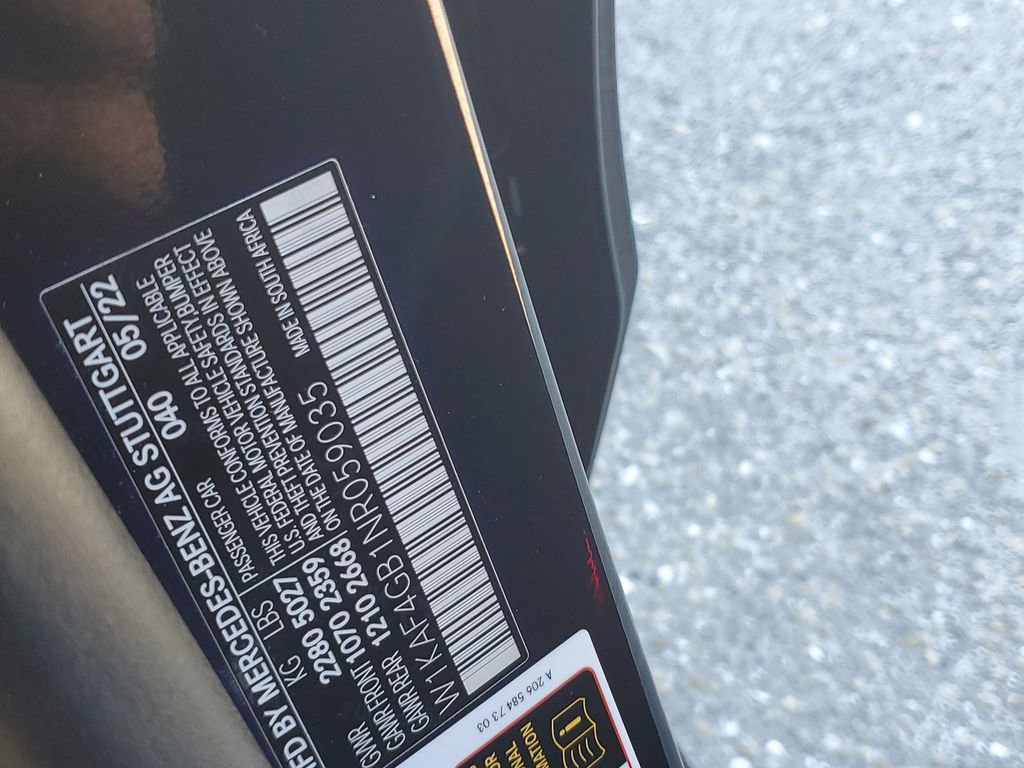 MFD BY MERCEDES-BENZ AG STUTTGART
040 05/22
KG LBS
GVWR 2280 5027
GAWR FRONT 1070 2359
GAWR REAR 1210 2668
PASSENGER CAR
THIS VEHICLE CONFORMS TO ALL APPLICABLE
U.S. FEDERAL MOTOR VEHICLE SAFETY/BUMPER
AND THEFT PREVENTION STANDARDS IN EFFECT
ON THE DATE OF MANUFACTURE SHOWN ABOVE
W1KAF4GB1NR059035 MADE IN SOUTH AFRICA
A 206 584 73 03